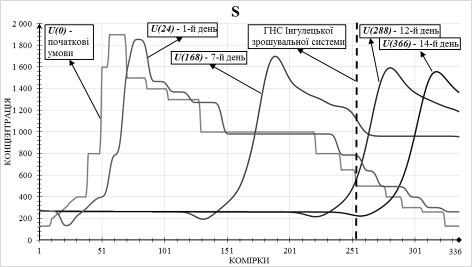 S
U(0) -
початкові
умови
U(24) - 1-й день
U(168) - 7-й день
ГНС Інгулецької
зрошувальної системи
U(288) - 12-й день
U(366) - 14-й день
КОНЦЕНТРАЦІЯ
2 000
1 800
1 600
1 400
1 200
1 000
800
600
400
200
0
1
51
101
151
201
251
301
336
КОМІРКИ